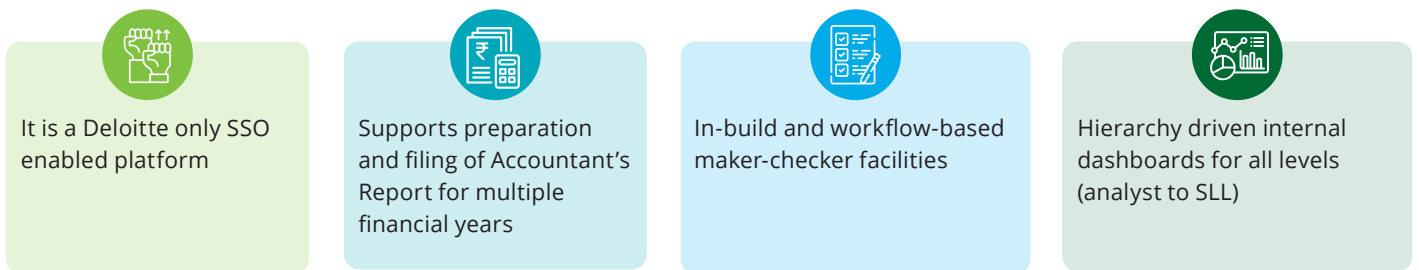 It is a Deloitte only SSO
enabled platform
₹
Supports preparation
and filing of Accountant’s
Report for multiple
financial years
In-build and workflow-based
maker-checker facilities
Hierarchy driven internal
dashboards for all levels
(analyst to SLL)